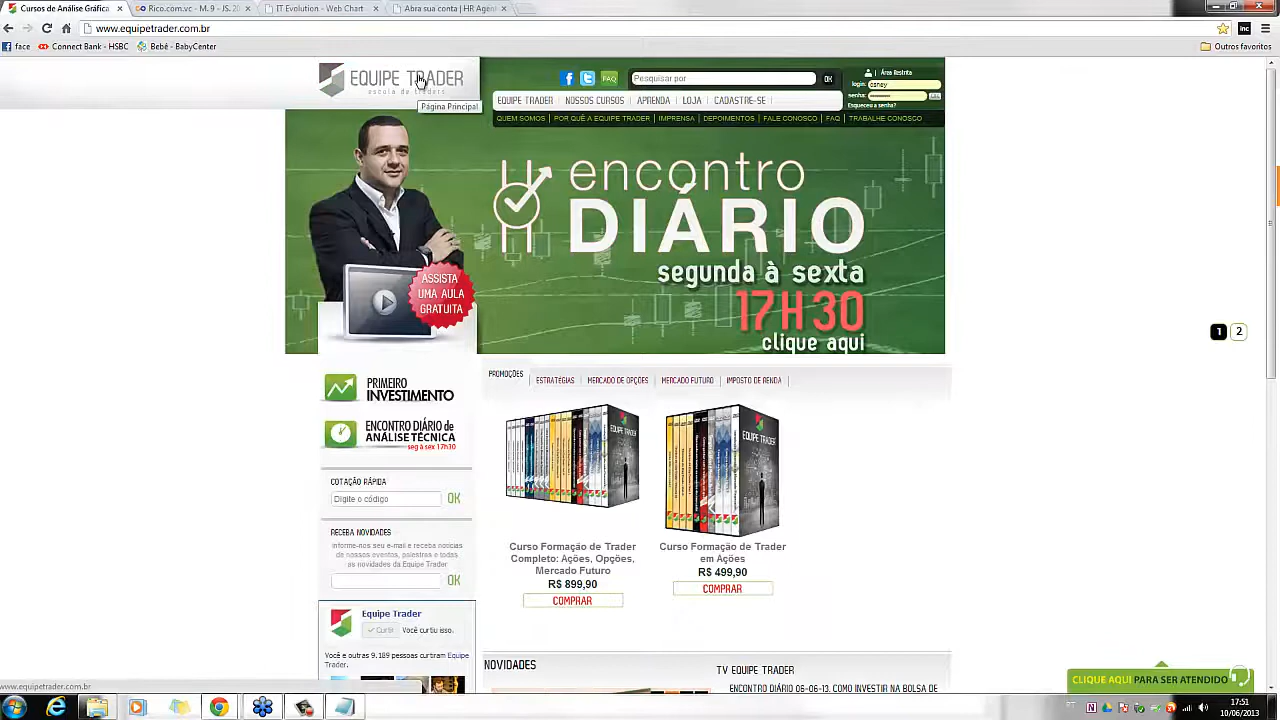 Cursos de Análise Gráfica
Rico.com.vc - M. 9 - JS. 20
IT Evolution - Web Chart
Abra sua conta | HR Agent
www.equipetrader.com.br
face
Connect Bank - HSBC
Bebê - BabyCenter
Outros favoritos
EQUIPE TRADER
escola de traders
Página Principal
FAQ
Pesquisar por
OK
Área Restrita
login:
osney
senha:
Esqueceu a senha?
EQUIPE TRADER
NOSSOS CURSOS
APRENDA
LOJA
CADASTRE-SE
QUEM SOMOS
POR QUÊ A EQUIPE TRADER
IMPRENSA
DEPOIMENTOS
FALE CONOSCO
FAQ
TRABALHE CONOSCO
encontro
DIÁRIO
segunda à sexta
17H30
clique aqui
ASSISTA
UMA AULA
GRATUITA
1 2
PRIMEIRO
INVESTIMENTO
ENCONTRO DIÁRIO de
ANÁLISE TÉCNICA
seg à sex 17h30
COTAÇÃO RÁPIDA
Digite o código
OK
RECEBA NOVIDADES
informe-nos seu e-mail e receba notícias
de nossos eventos, palestras e todas
as novidades da Equipe Trader
OK
Equipe Trader
Curtir
Você curtiu isso.
Você e outras 9.189 pessoas curtiram Equipe
Trader.
PROMOÇÕES
ESTRATÉGIAS
MERCADO DE OPÇÕES
MERCADO FUTURO
IMPOSTO DE RENDA
EQUIPE TRADER
EQUIPE TRADER
Curso Formação de Trader
Completo: Ações, Opções,
Mercado Futuro
R$ 899,90
COMPRAR
Curso Formação de Trader
em Ações
R$ 499,90
COMPRAR
NOVIDADES
TV EQUIPE TRADER
ENCONTRO DIÁRIO 06-06-13. COMO INVESTIR NA BOLSA DE
CLIQUE AQUI PARA SER ATENDIDO
www.equipetrader.com.br
PT
17:51
10/06/2013